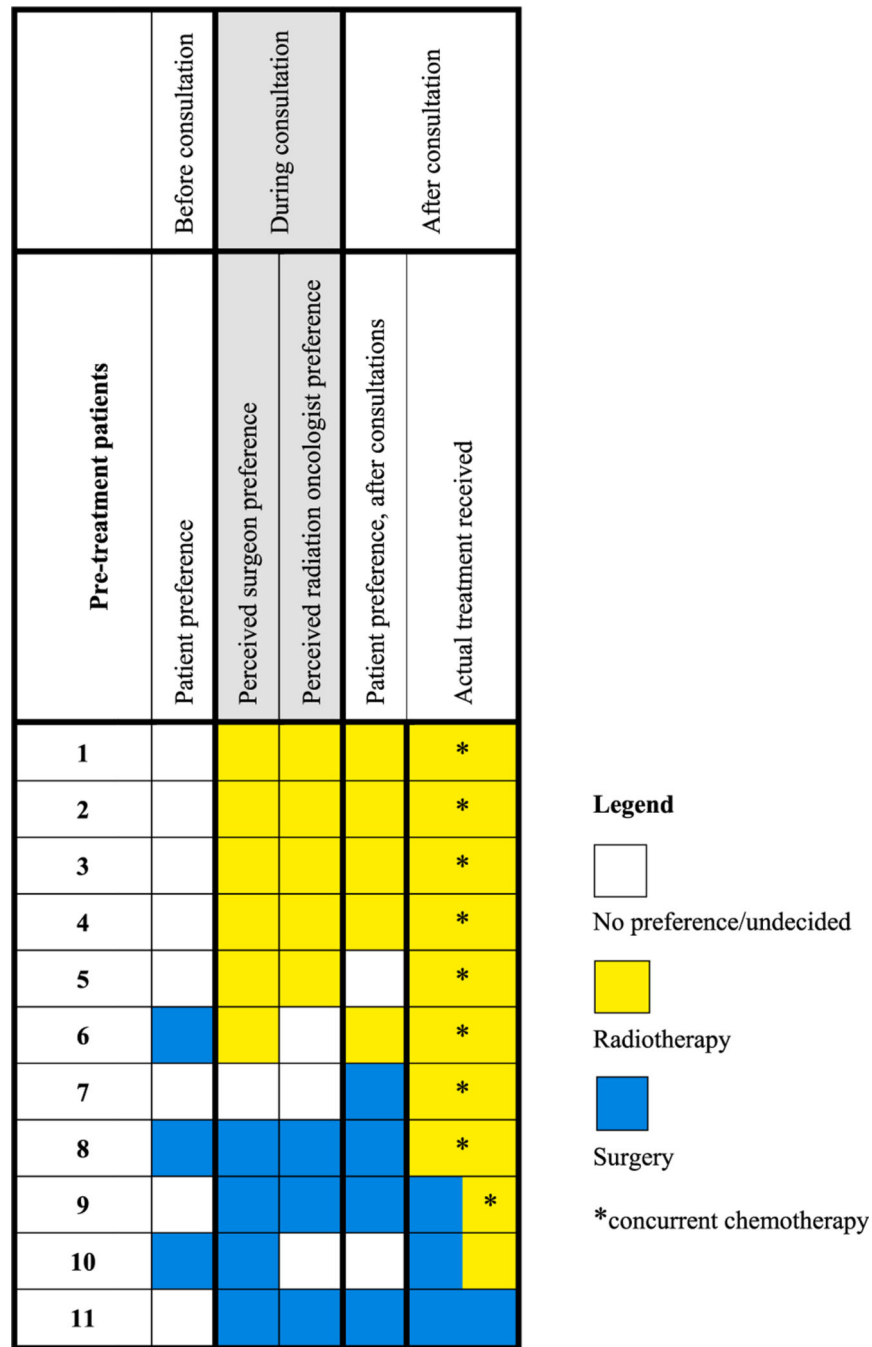 Before consultation
During consultation
After consultation
Pre-treatment patients
Patient preference
Perceived surgeon preference
Perceived radiation oncologist preference
Patient preference, after consultations
Actual treatment received
1 *
2 *
3 *
4 *
5 *
6 *
7 *
8 *
9 *
10
11
Legend
No preference/undecided
Radiotherapy
Surgery
*concurrent chemotherapy